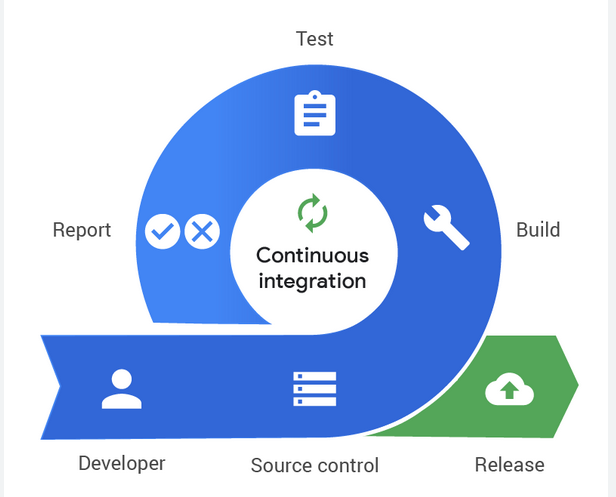 Test
Report
Build
Continuous
integration
Developer
Source control
Release